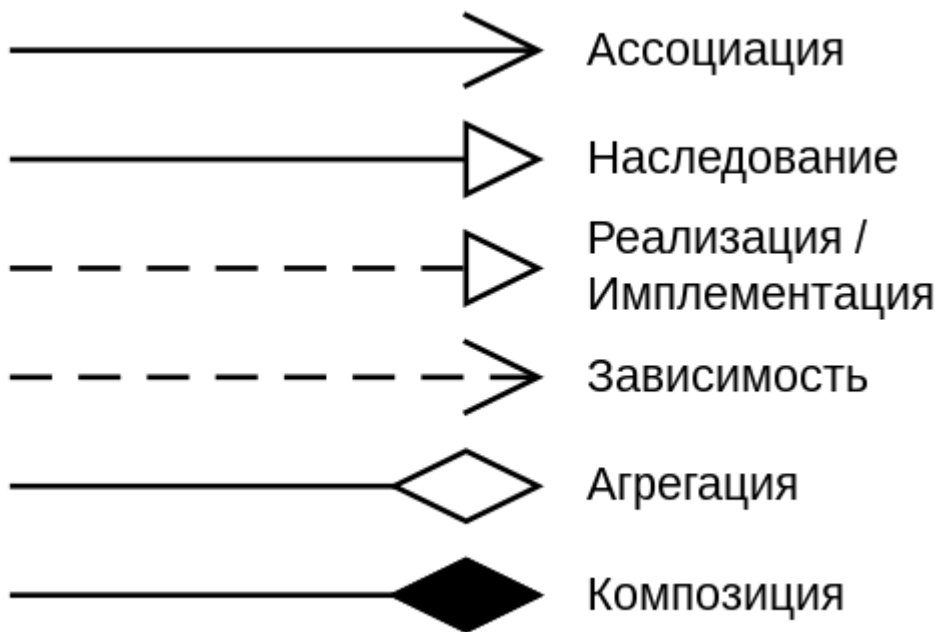 Ассоциация
Наследование
Реализация /
Имплементация
Зависимость
Агрегация
Композиция